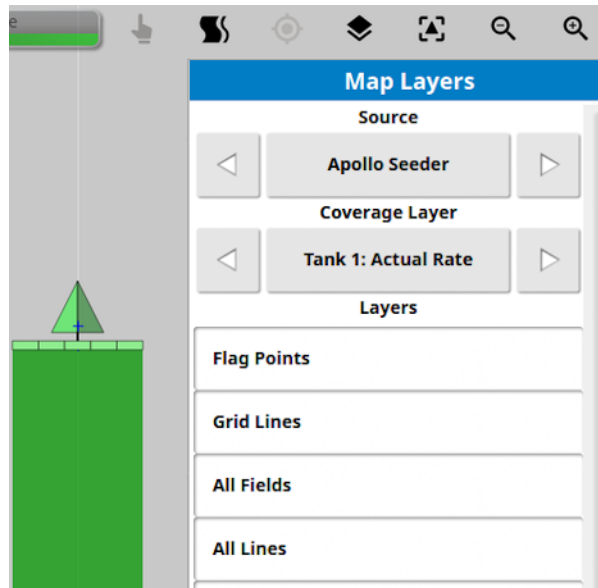 e
Map Layers
Source
Apollo Seeder
Coverage Layer
Tank 1: Actual Rate
Layers
Flag Points
Grid Lines
All Fields
All Lines